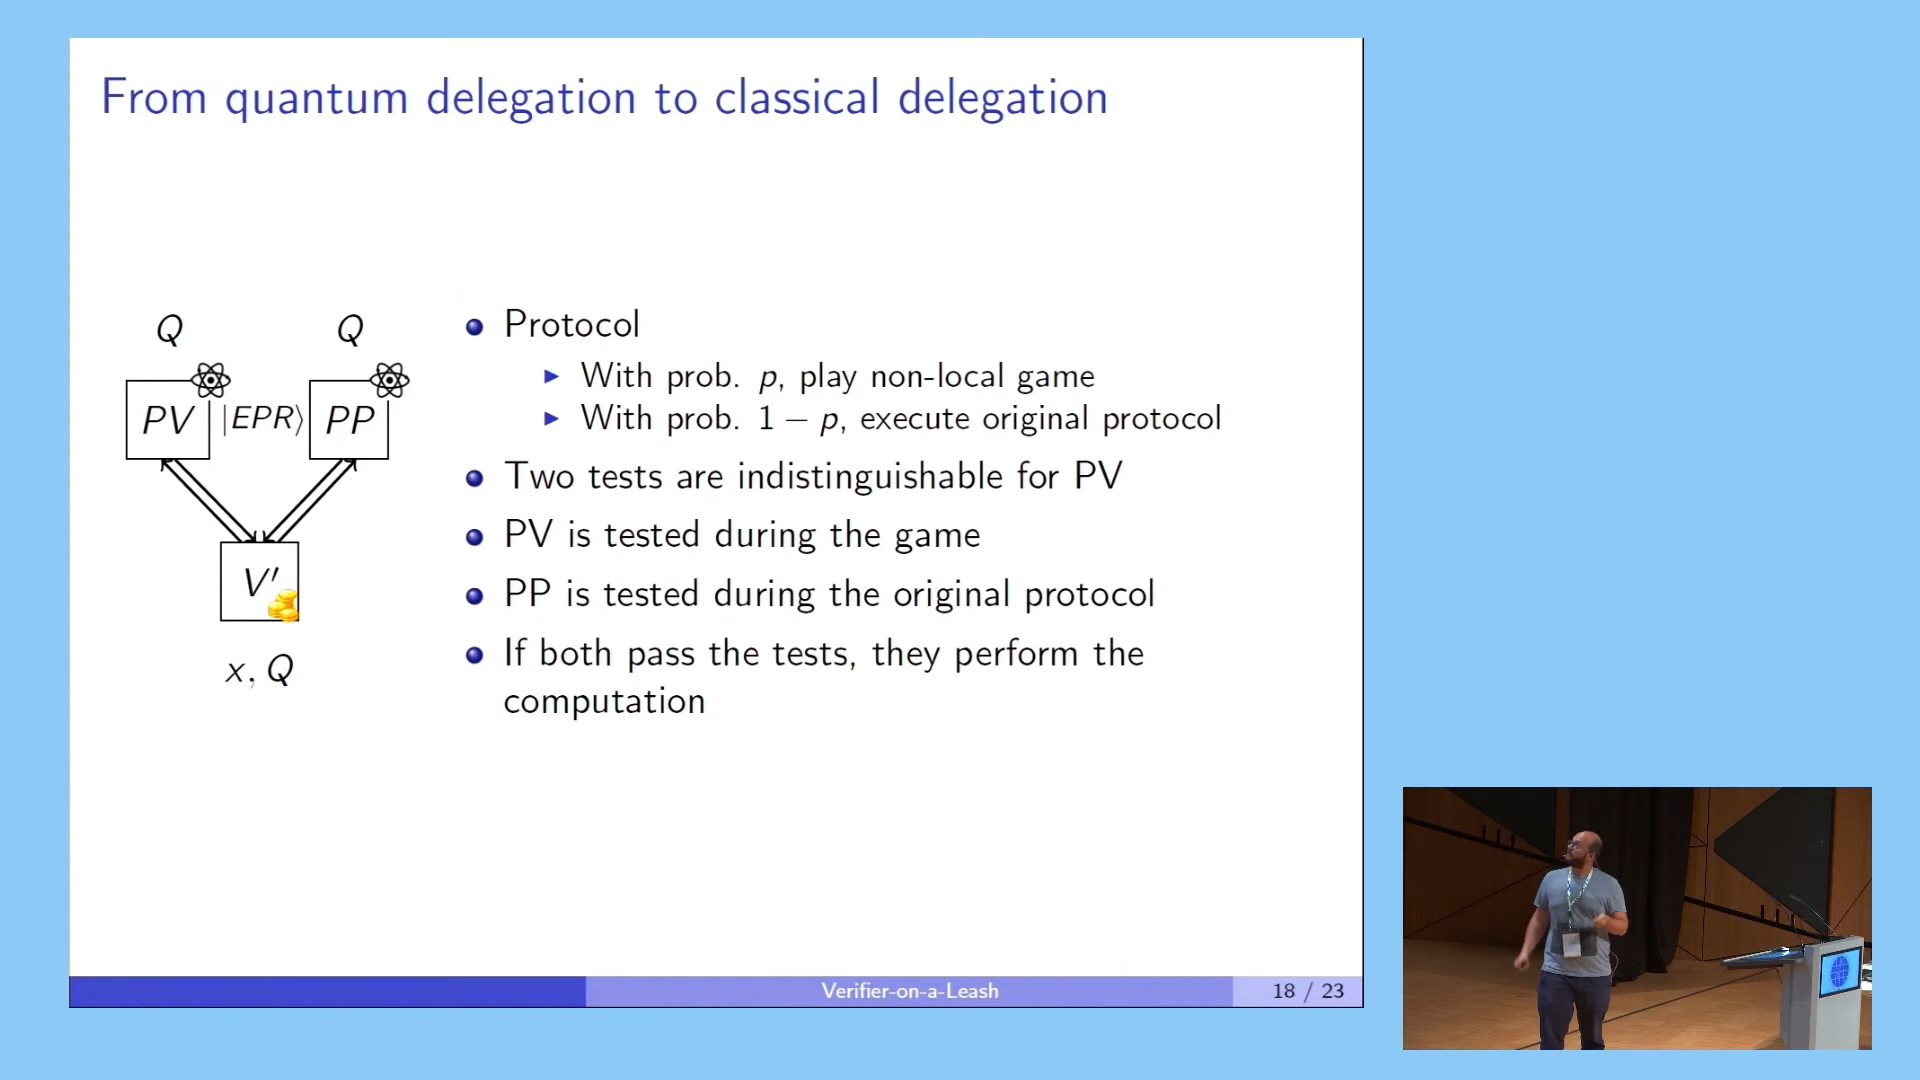 From quantum delegation to classical delegation
Q
Q
PV
|EPR⟩
PP
V′
x, Q
Protocol
With prob. p, play non-local game
With prob. 1 − p, execute original protocol
Two tests are indistinguishable for PV
PV is tested during the game
PP is tested during the original protocol
If both pass the tests, they perform the
computation
Verifier-on-a-Leash
18 / 23